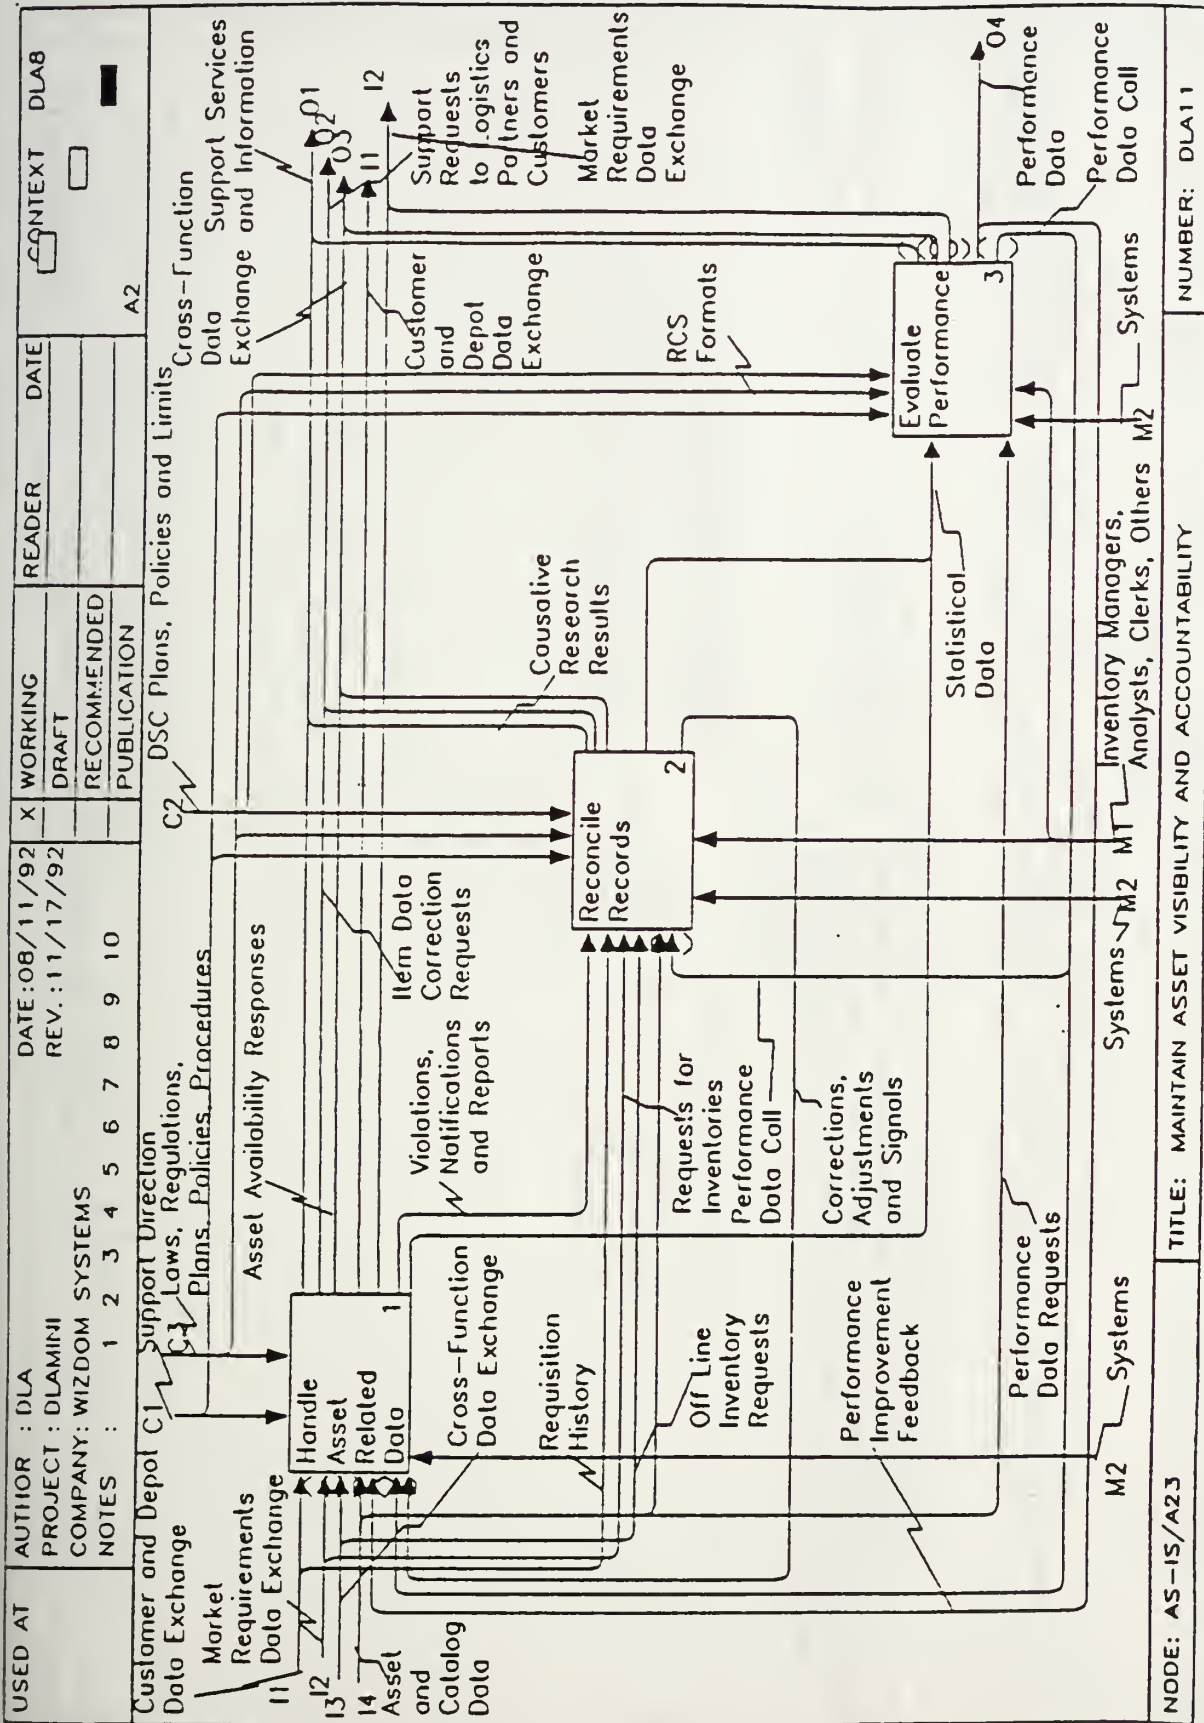 USED AT
AUTHOR : DLA
PROJECT : DLAMINI
COMPANY: WIZDOM SYSTEMS
NOTES : 1 2 3 4 5 6 7 8 9 10
DATE:08/11/92
REV.:11/17/92
X WORKING
DRAFT
RECOMMENDED
PUBLICATION
READER DATE
CONTEXT DLA8
A2
Customer and Depot
Data Exchange
C1
Support Direction
C3
Laws, Regulations,
Plans, Policies, Procedures
C2
DSC Plans, Policies and Limits
Cross-Function
Data
Exchange
Support Services
and Information
O1
O2
O3
I1
I2
Market
Requirements
Data Exchange
I1
I2
I3
I4
Asset
and
Catalog
Data
Handle
Asset
Related
Data
1
Asset Availability Responses
Item Data
Correction
Requests
Customer
and
Depot
Data
Exchange
Support
Requests
to Logistics
Partners and
Customers
Market
Requirements
Data
Exchange
Cross-Function
Data Exchange
Violations,
Notifications
and Reports
Reconcile
Records
2
Causative
Research
Results
RCS
Formats
Requisition
History
Requests for
Inventories
Off Line
Inventory
Requests
Performance
Data Call
Corrections,
Adjustments
and Signals
Statistical
Data
Evaluate
Performance
3
O4
Performance
Data
Performance
Data Call
Performance
Improvement
Feedback
Performance
Data Requests
M2
Systems
Systems
M2
M1
Inventory Managers,
Analysts, Clerks, Others
M2
Systems
NODE: AS-IS/A23
TITLE: MAINTAIN ASSET VISIBILITY AND ACCOUNTABILITY
NUMBER: DLA11